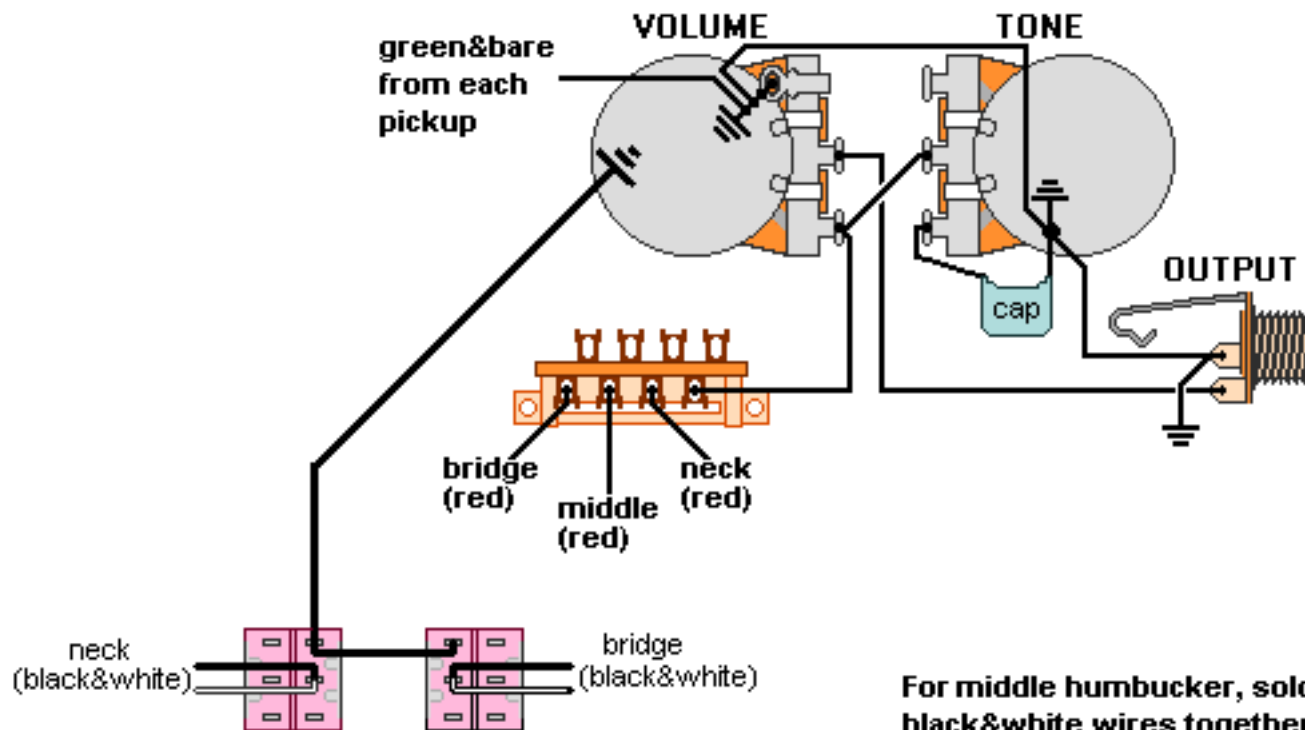 VOLUME
TONE
green&bare
from each
pickup
OUTPUT
cap
bridge
(red)
middle
(red)
neck
(red)
neck
(black&white)
bridge
(black&white)
For middle humbucker,
black&white wires together